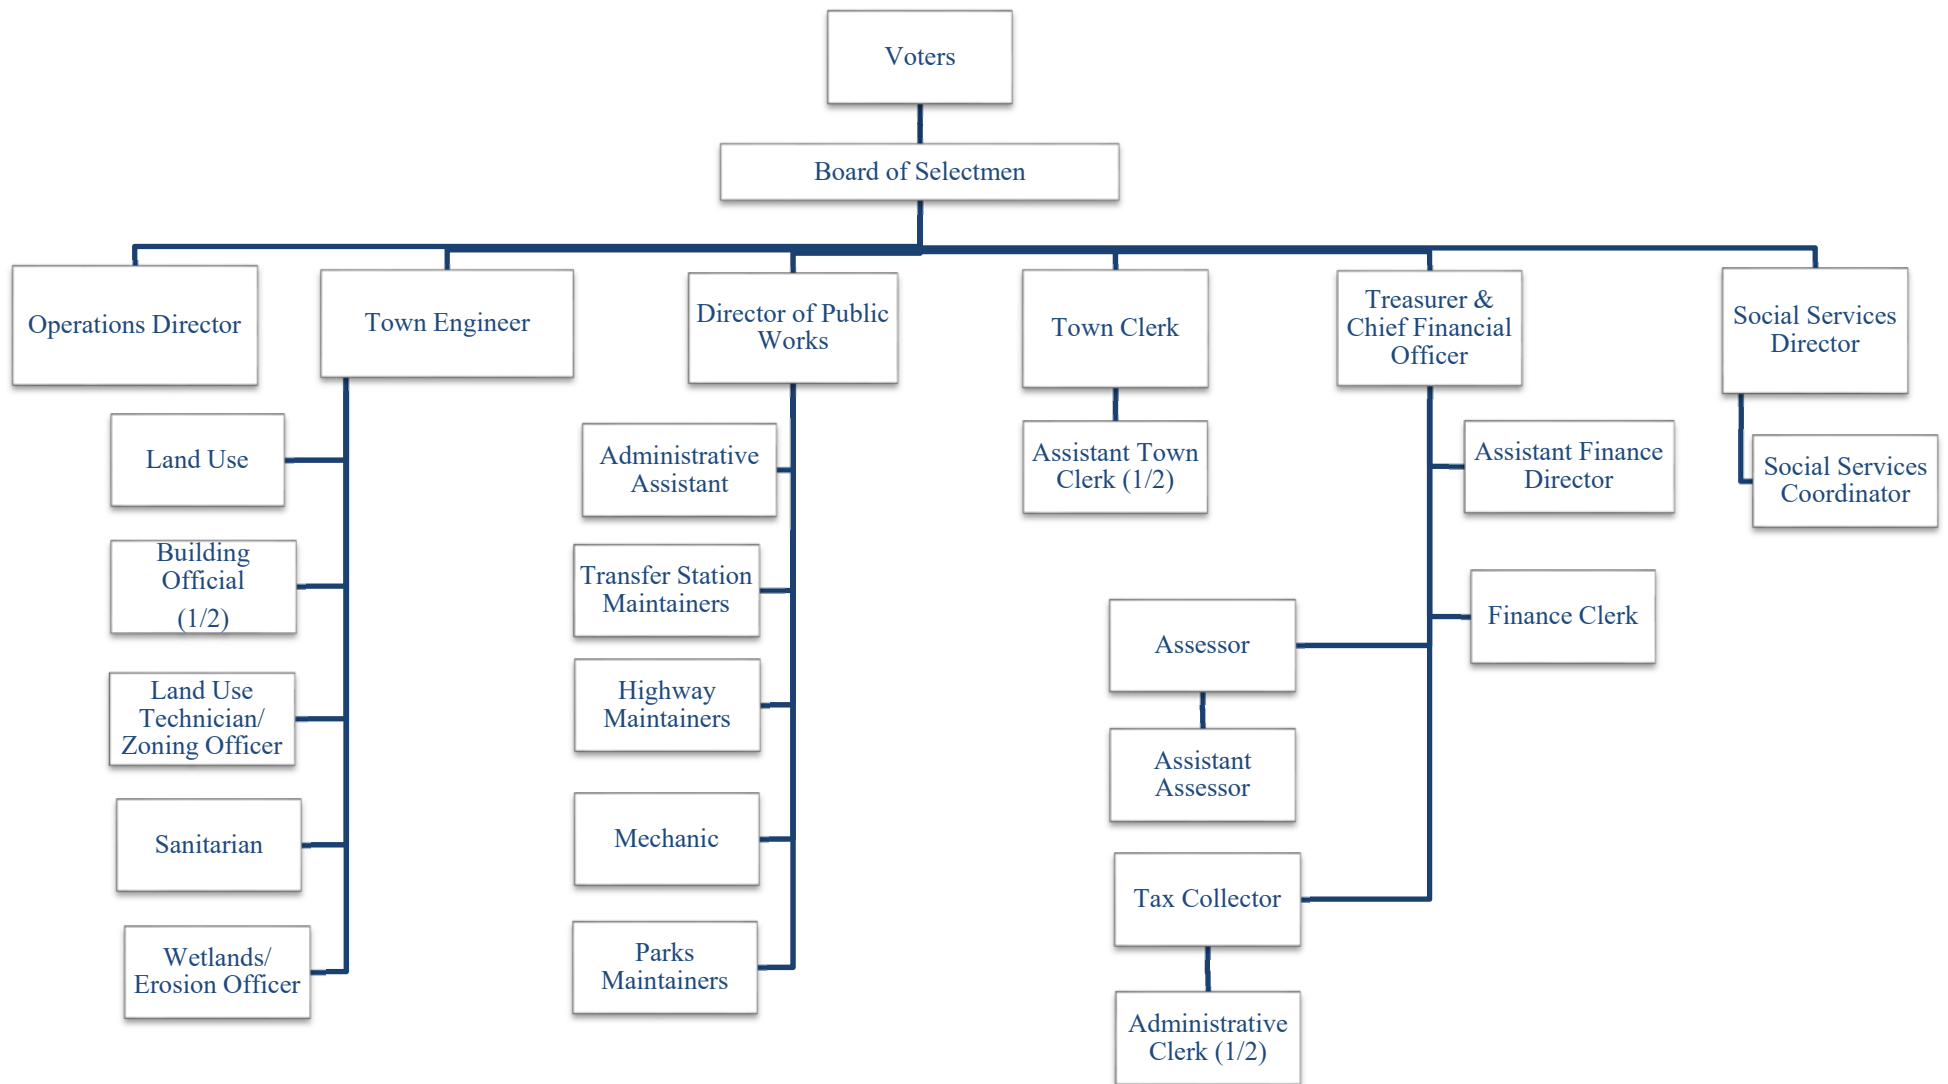 Voters
Board of Selectmen
Operations Director
Town Engineer
Director of Public
Works
Town Clerk
Treasurer &
Chief Financial
Officer
Social Services
Director
Land Use
Building
Official
(1/2)
Land Use
Technician/
Zoning Officer
Sanitarian
Wetlands/
Erosion Officer
Administrative
Assistant
Transfer Station
Maintainers
Highway
Maintainers
Mechanic
Parks
Maintainers
Assistant Town
Clerk (1/2)
Assistant Finance
Director
Finance Clerk
Assessor
Assistant
Assessor
Tax Collector
Administrative
Clerk (1/2)
Social Services
Coordinator